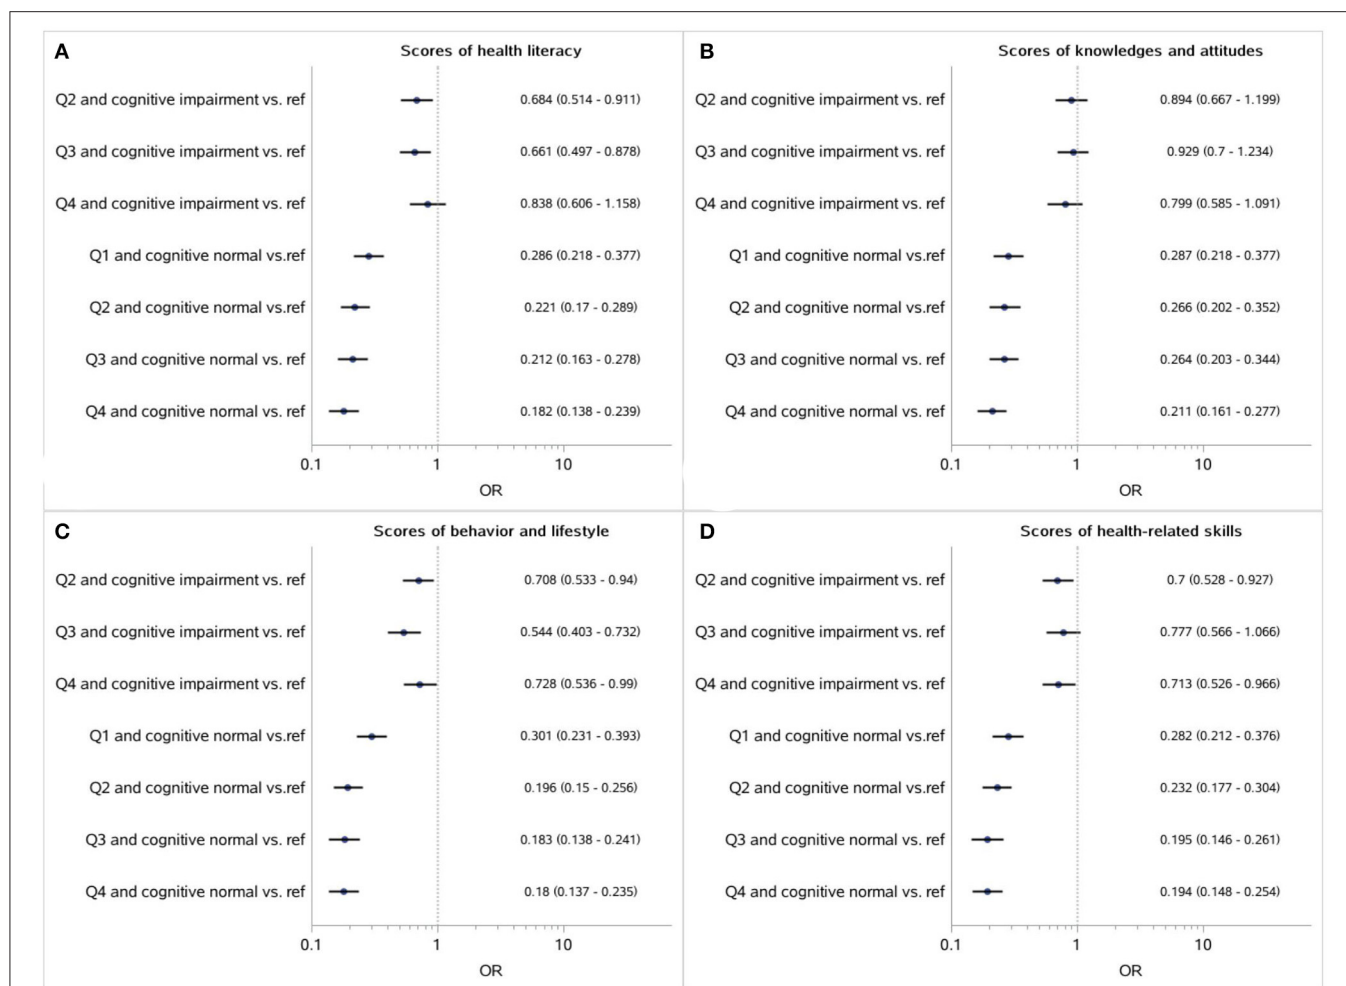 A Scores of health literacy
Q2 and cognitive impairment vs. ref 0.684 (0.514 - 0.911)
Q3 and cognitive impairment vs. ref 0.661 (0.497 - 0.878)
Q4 and cognitive impairment vs. ref 0.838 (0.606 - 1.158)
Q1 and cognitive normal vs.ref 0.286 (0.218 - 0.377)
Q2 and cognitive normal vs.ref 0.221 (0.17 - 0.289)
Q3 and cognitive normal vs. ref 0.212 (0.163 - 0.278)
Q4 and cognitive normal vs. ref 0.182 (0.138 - 0.239)
0.1 1 10
OR
B Scores of knowledges and attitudes
Q2 and cognitive impairment vs. ref 0.894 (0.667 - 1.199)
Q3 and cognitive impairment vs. ref 0.929 (0.7 - 1.234)
Q4 and cognitive impairment vs. ref 0.799 (0.585 - 1.091)
Q1 and cognitive normal vs.ref 0.287 (0.218 - 0.377)
Q2 and cognitive normal vs.ref 0.266 (0.202 - 0.352)
Q3 and cognitive normal vs. ref 0.264 (0.203 - 0.344)
Q4 and cognitive normal vs. ref 0.211 (0.161 - 0.277)
0.1 1 10
OR
C Scores of behavior and lifestyle
Q2 and cognitive impairment vs. ref 0.708 (0.533 - 0.94)
Q3 and cognitive impairment vs. ref 0.544 (0.403 - 0.732)
Q4 and cognitive impairment vs. ref 0.728 (0.536 - 0.99)
Q1 and cognitive normal vs.ref 0.301 (0.231 - 0.393)
Q2 and cognitive normal vs.ref 0.196 (0.15 - 0.256)
Q3 and cognitive normal vs. ref 0.183 (0.138 - 0.241)
Q4 and cognitive normal vs. ref 0.18 (0.137 - 0.235)
0.1 1 10
OR
D Scores of health-related skills
Q2 and cognitive impairment vs. ref 0.7 (0.528 - 0.927)
Q3 and cognitive impairment vs. ref 0.777 (0.566 - 1.066)
Q4 and cognitive impairment vs. ref 0.713 (0.526 - 0.966)
Q1 and cognitive normal vs.ref 0.282 (0.212 - 0.376)
Q2 and cognitive normal vs.ref 0.232 (0.177 - 0.304)
Q3 and cognitive normal vs. ref 0.195 (0.146 - 0.261)
Q4 and cognitive normal vs. ref 0.194 (0.148 - 0.254)
0.1 1 10
OR